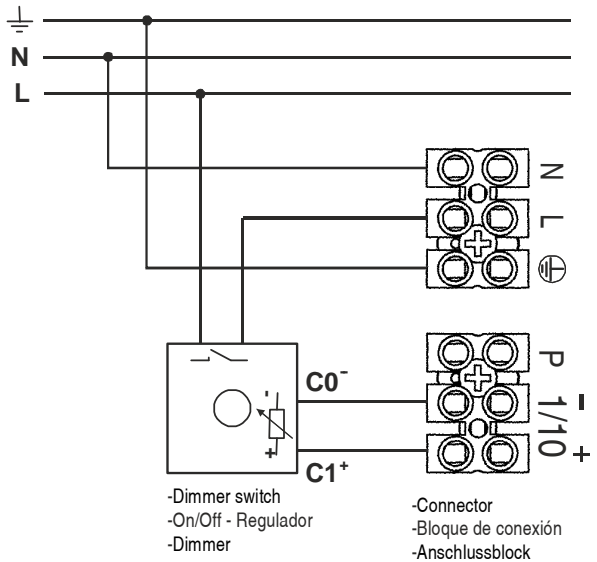 N
L
N
L
C0-
C1+
-
+
P
1/10
-
+
-Dimmer switch
-On/Off - Regulador
-Dimmer
-Connector
-Bloque de conexión
-Anschlussblock